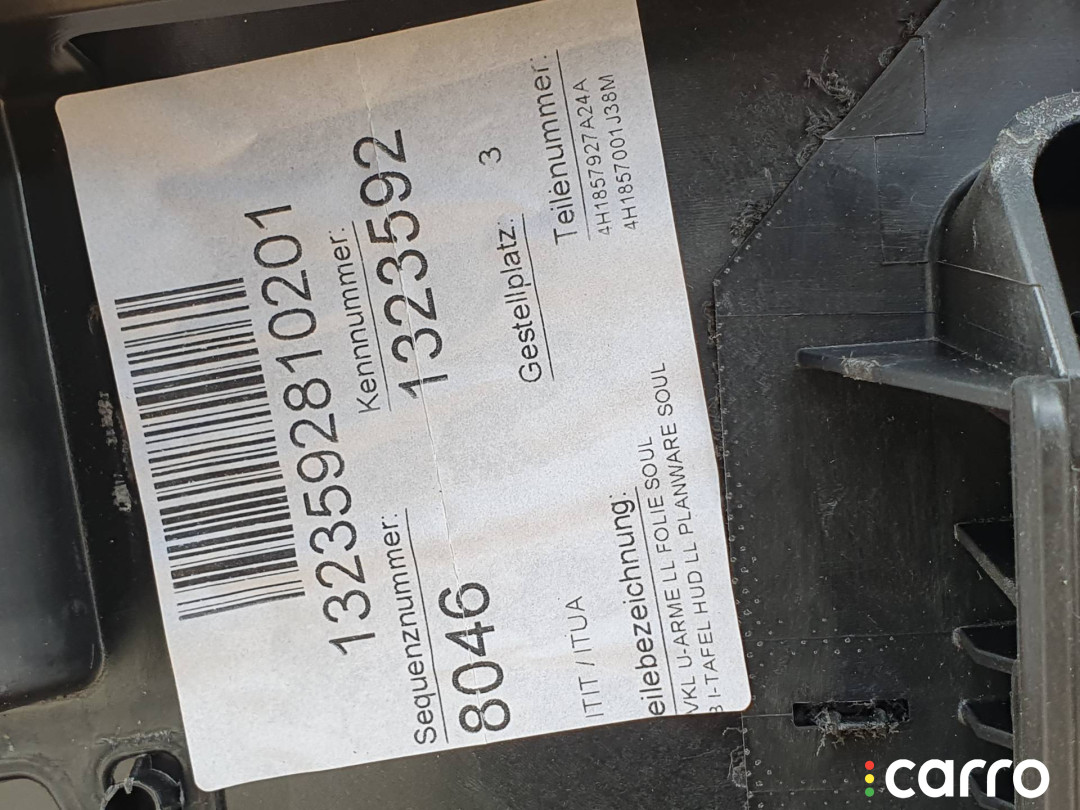 1323592810201
Sequenznummer: Kennnummer:
8046 1323592
Gestellplatz: 3
ITIT / ITUA
eilebezeichnung: Teilenummer:
VKL U-ARME LL FOLIE SOUL 4H1857927A24A
I-TAFEL HUD LL PLANWARE SOUL 4H1857001J38M
carro